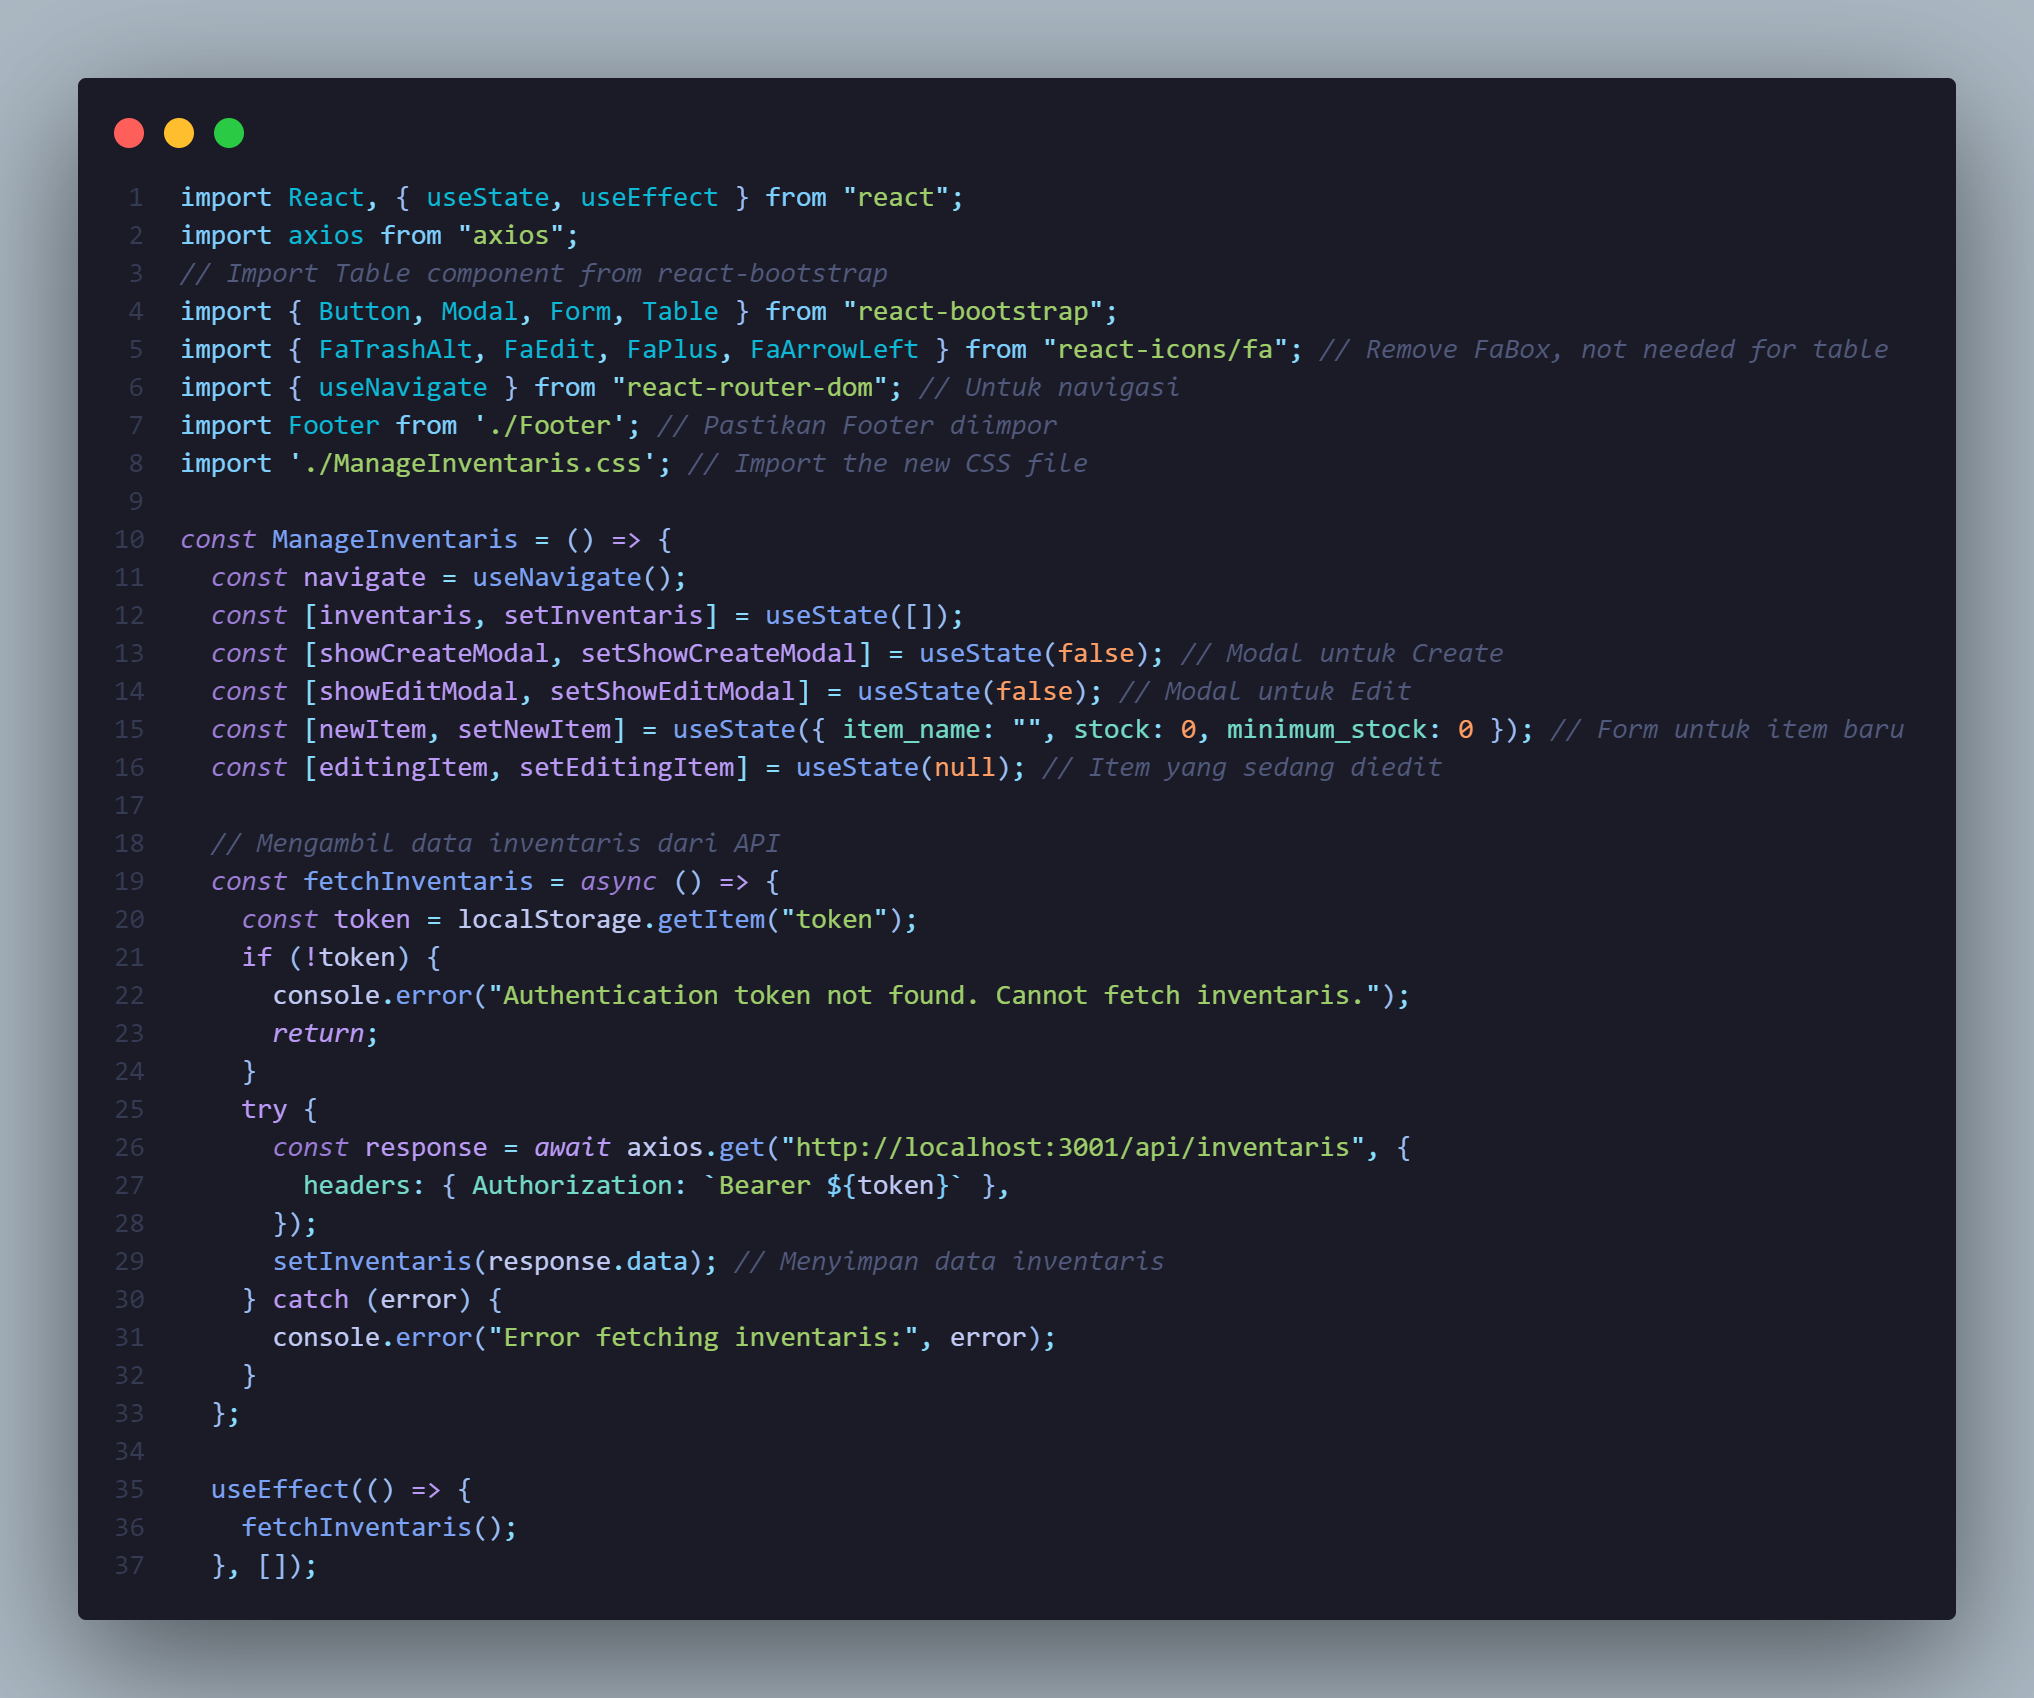 1 import React, { useState, useEffect } from "react";
2 import axios from "axios";
3 // Import Table component from react-bootstrap
4 import { Button, Modal, Form, Table } from "react-bootstrap";
5 import { FaTrashAlt, FaEdit, FaPlus, FaArrowLeft } from "react-icons/fa"; // Remove FaBox, not needed for table
6 import { useNavigate } from "react-router-dom"; // Untuk navigasi
7 import Footer from './Footer'; // Pastikan Footer diimpor
8 import './ManageInventaris.css'; // Import the new CSS file
9
10 const ManageInventaris = () => {
11   const navigate = useNavigate();
12   const [inventaris, setInventaris] = useState([]);
13   const [showCreateModal, setShowCreateModal] = useState(false); // Modal untuk Create
14   const [showEditModal, setShowEditModal] = useState(false); // Modal untuk Edit
15   const [newItem, setNewItem] = useState({ item_name: "", stock: 0, minimum_stock: 0 }); // Form untuk item baru
16   const [editingItem, setEditingItem] = useState(null); // Item yang sedang diedit
17
18   // Mengambil data inventaris dari API
19   const fetchInventaris = async () => {
20     const token = localStorage.getItem("token");
21     if (!token) {
22       console.error("Authentication token not found. Cannot fetch inventaris.");
23       return;
24     }
25     try {
26       const response = await axios.get("http://localhost:3001/api/inventaris", {
27         headers: { Authorization: `Bearer ${token}` },
28       });
29       setInventaris(response.data); // Menyimpan data inventaris
30     } catch (error) {
31       console.error("Error fetching inventaris:", error);
32     }
33   };
34
35   useEffect(() => {
36     fetchInventaris();
37   }, []);